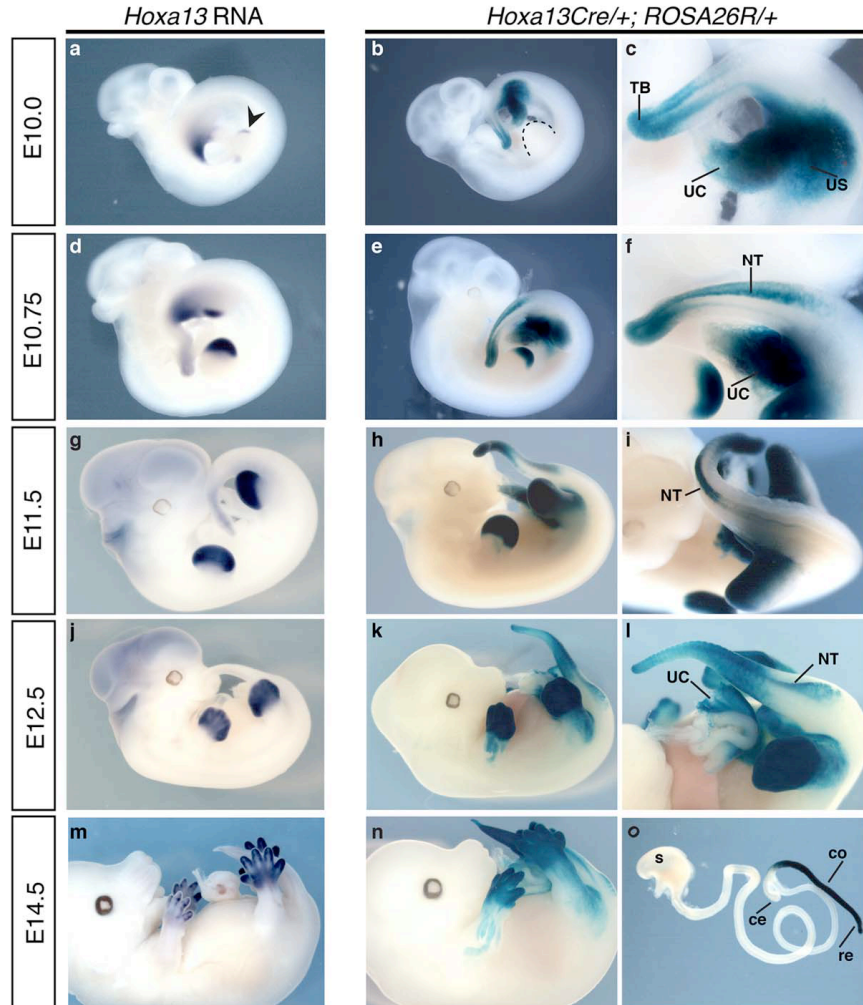 Hoxa13 RNA
Hoxa13Cre/+; ROSA26R/+
E10.0
a
b
c
TB
UC
US
E10.75
d
e
f
NT
UC
E11.5
g
h
i
NT
E12.5
j
k
l
UC
NT
E14.5
m
n
o
s
co
ce
re